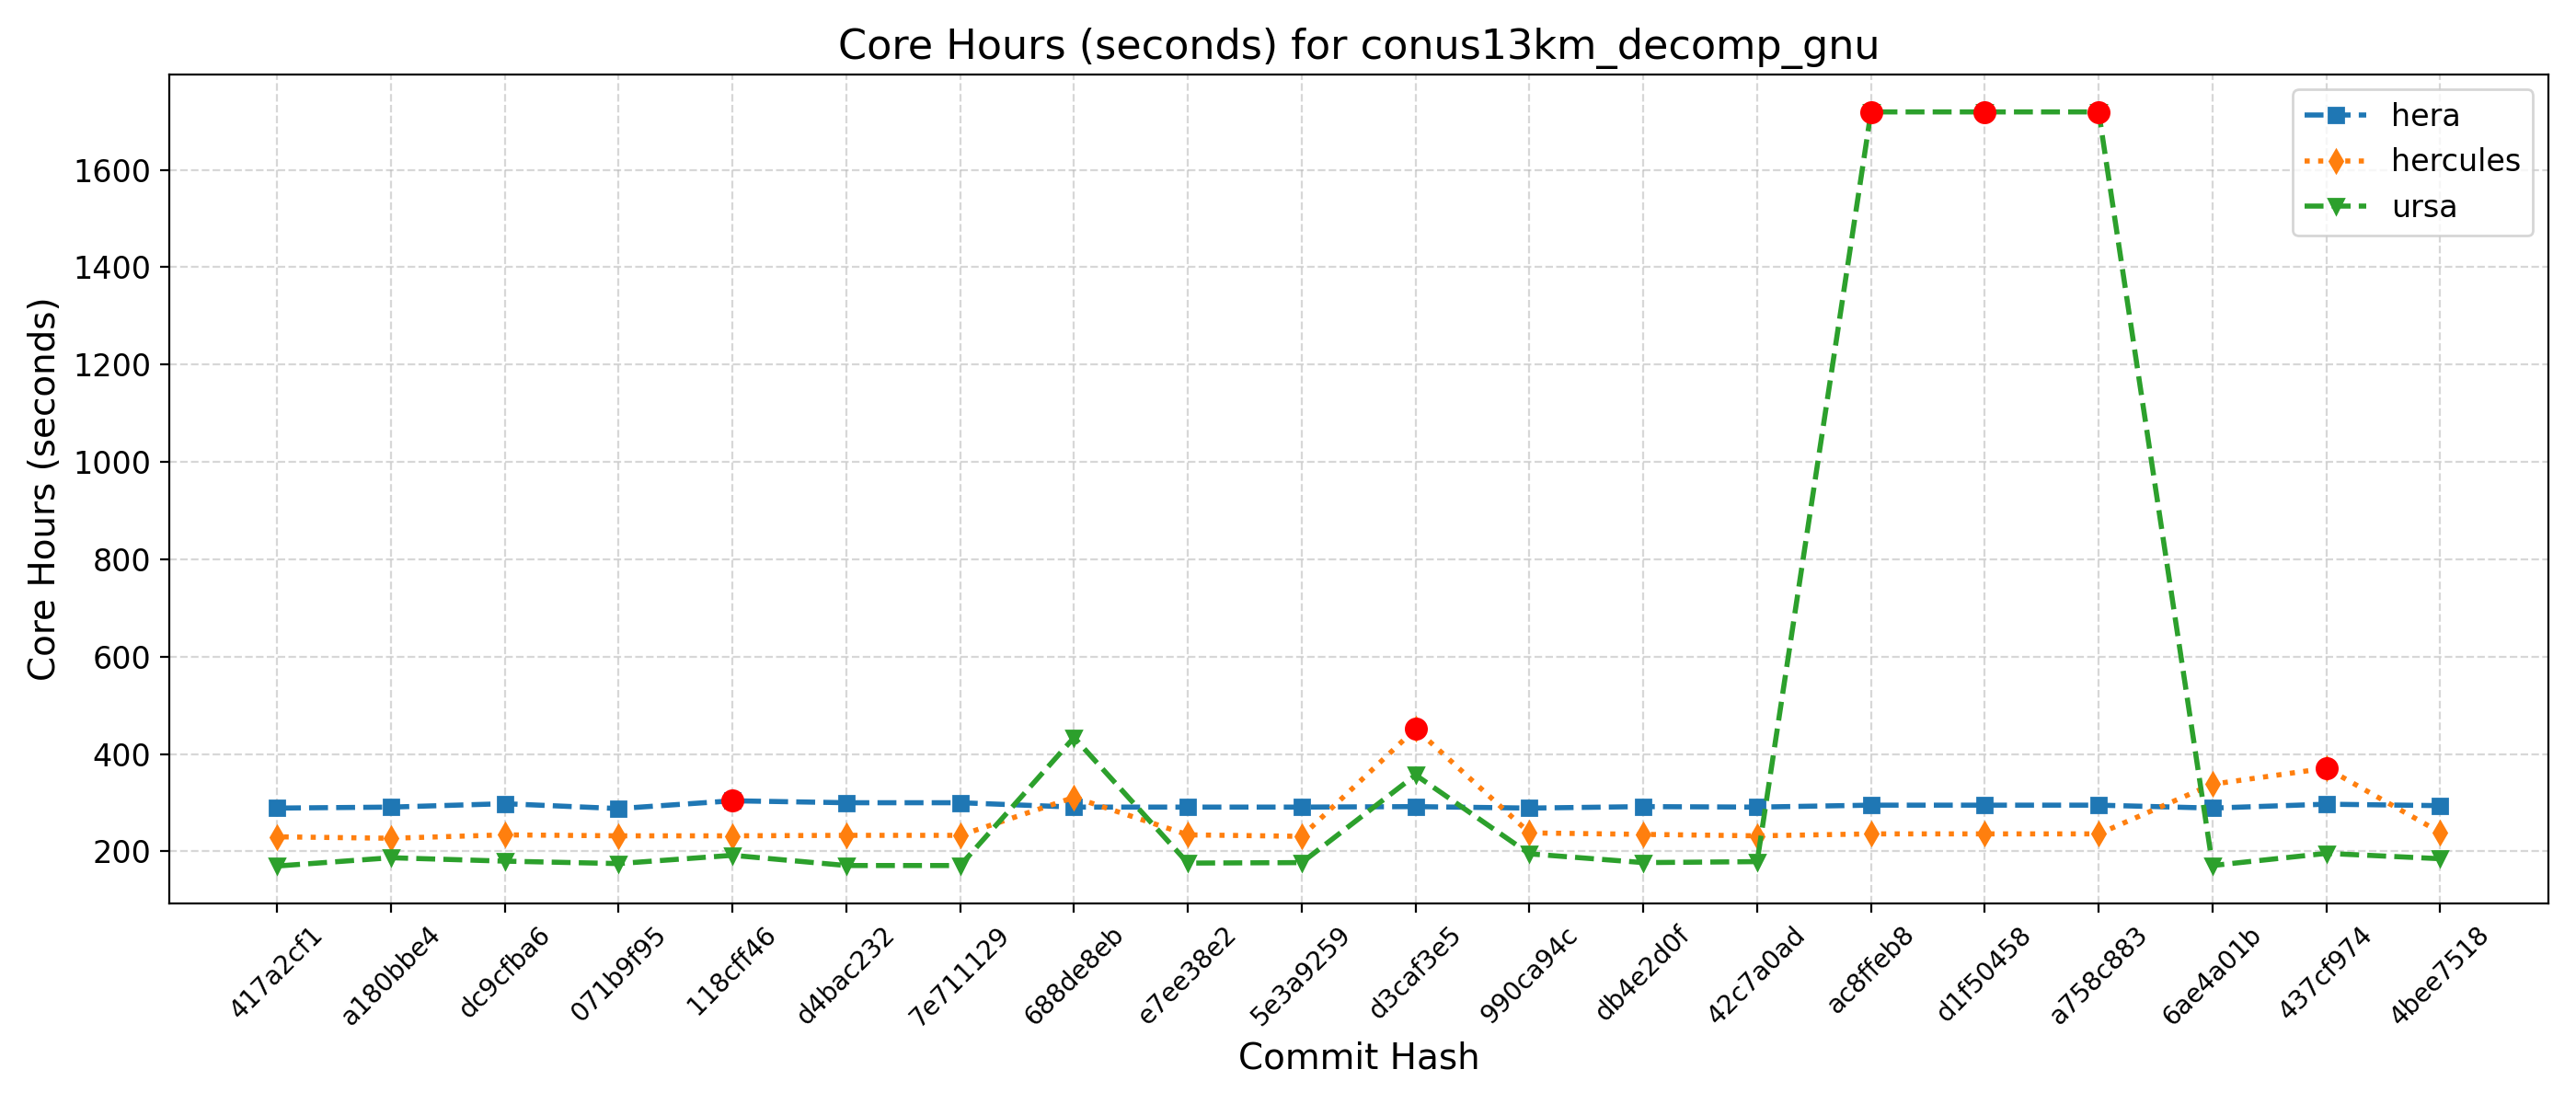 Core Hours (seconds) for conus13km_decomp_gnu
hera
hercules
ursa
Core Hours (seconds)
1600
1400
1200
1000
800
600
400
200
417a2cf1
a180bbe4
dc9cfba6
071b9f95
118cff46
d4bac232
7e711129
688de8eb
e7ee38e2
5e3a9259
d3caf3e5
990ca94c
db4e2d0f
42c7a0ad
ac8ffeb8
d1f50458
a758c883
6ae4a01b
437cf974
4bee7518
Commit Hash